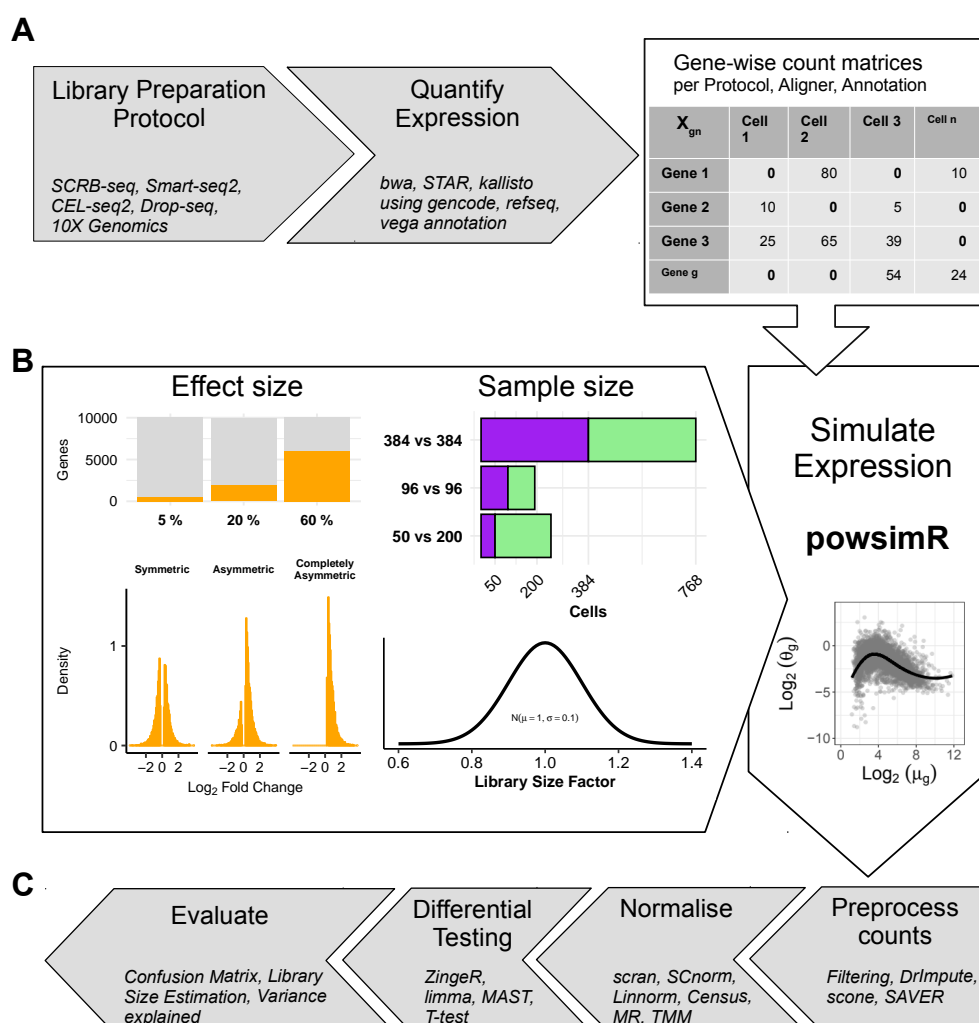 A
Library Preparation
Protocol
SCRB-seq, Smart-seq2,
CEL-seq2, Drop-seq,
10X Genomics
Quantify
Expression
bwa, STAR, kallisto
using gencode, refseq,
vega annotation
Gene-wise count matrices
per Protocol, Aligner, Annotation
Xgn Cell 1 Cell 2 Cell 3 Cell n
Gene 1 0 80 0 10
Gene 2 10 0 5 0
Gene 3 25 65 39 0
Gene g 0 0 54 24
B
Effect size
Genes
10000
5000
0
5 % 20 % 60 %
Symmetric Asymmetric Completely
Asymmetric
Density
1
0
−2 0 2 −2 0 2 −2 0 2
Log2 Fold Change
Sample size
384 vs 384
96 vs 96
50 vs 200
50 200 384 768
Cells
N(μ = 1, σ = 0.1)
0.6 0.8 1.0 1.2 1.4
Library Size Factor
Simulate
Expression
powsimR
Log2 (θg)
0
−5
−10
0 4 8 12
Log2 (μg)
C
Evaluate
Confusion Matrix, Library
Size Estimation, Variance
explained
Differential
Testing
ZingeR,
limma, MAST,
T-test
Normalise
scran, SCnorm,
Linnorm, Census,
MR, TMM
Preprocess
counts
Filtering, DrImpute,
scone, SAVER